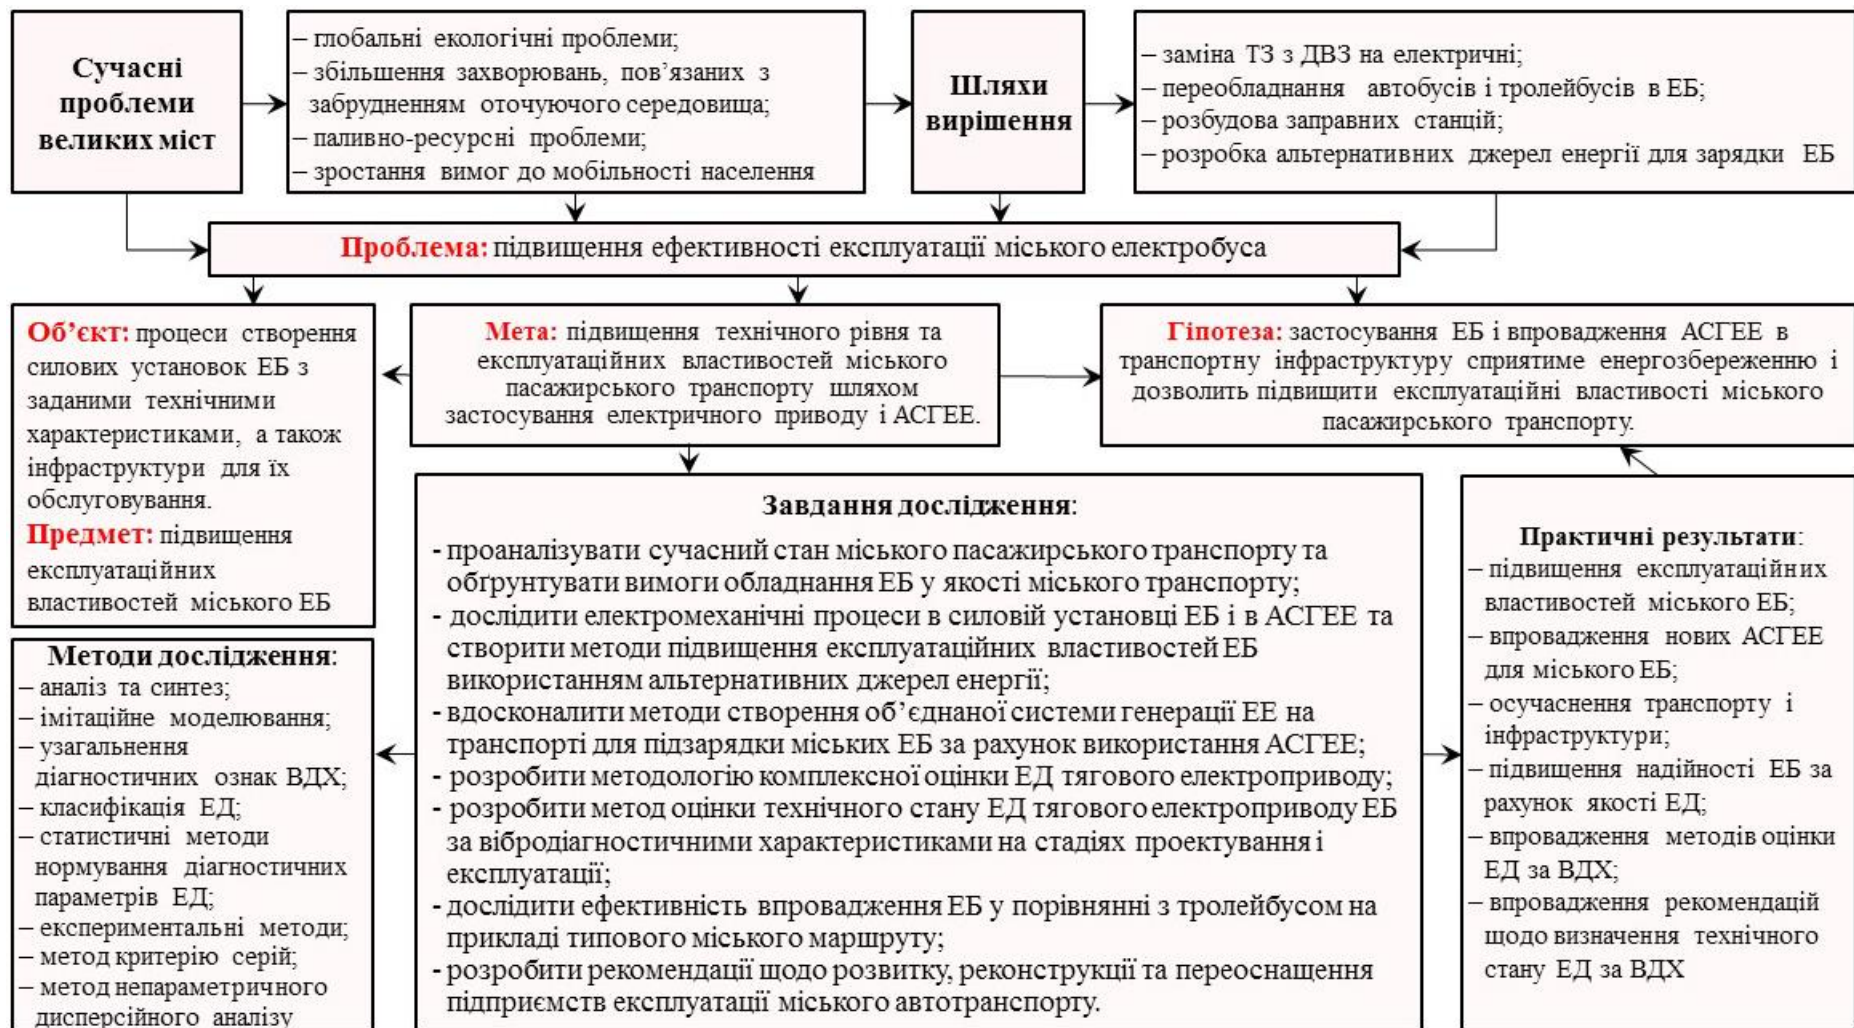 Сучасні
проблеми
великих міст
– глобальні екологічні проблеми;
– збільшення захворювань, пов’язаних з
забрудненням оточуючого середовища;
– паливно-ресурсні проблеми;
– зростання вимог до мобільності населення
Шляхи
вирішення
– заміна ТЗ з ДВЗ на електричні;
– переобладнання автобусів і тролейбусів в ЕБ;
– розбудова заправних станцій;
– розробка альтернативних джерел енергії для зарядки ЕБ
Проблема: підвищення ефективності експлуатації міського електробуса
Об’єкт: процеси створення
силових установок ЕБ з
заданими технічними
характеристиками, а також
інфраструктури для їх
обслуговування.
Предмет: підвищення
експлуатаційних
властивостей міського ЕБ
Мета: підвищення технічного рівня та
експлуатаційних властивостей міського
пасажирського транспорту шляхом
застосування електричного приводу і АСГЕЕ.
Гіпотеза: застосування ЕБ і впровадження АСГЕЕ в
транспортну інфраструктуру сприятиме енергозбереженню і
дозволить підвищити експлуатаційні властивості міського
пасажирського транспорту.
Методи дослідження:
– аналіз та синтез;
– імітаційне моделювання;
– узагальнення
діагностичних ознак ВДХ;
– класифікація ЕД;
– статистичні методи
нормування діагностичних
параметрів ЕД;
– експериментальні методи;
– метод критерію серій;
– метод непараметричного
дисперсійного аналізу
Завдання дослідження:
- проаналізувати сучасний стан міського пасажирського транспорту та
обґрунтувати вимоги обладнання ЕБ у якості міського транспорту;
- дослідити електромеханічні процеси в силовій установці ЕБ і в АСГЕЕ та
створити методи підвищення експлуатаційних властивостей ЕБ
використанням альтернативних джерел енергії;
- вдосконалити методи створення об’єднаної системи генерації ЕЕ на
транспорті для підзарядки міських ЕБ за рахунок використання АСГЕЕ;
- розробити методологію комплексної оцінки ЕД тягового електроприводу;
- розробити метод оцінки технічного стану ЕД тягового електроприводу ЕБ
за вібродіагностичними характеристиками на стадіях проектування і
експлуатації;
- дослідити ефективність впровадження ЕБ у порівнянні з тролейбусом на
прикладі типового міського маршруту;
- розробити рекомендації щодо розвитку, реконструкції та переоснащення
підприємств експлуатації міського автотранспорту.
Практичні результати:
– підвищення експлуатаційних
властивостей міського ЕБ;
– впровадження нових АСГЕЕ
для міського ЕБ;
– осучаснення транспорту і
інфраструктури;
– підвищення надійності ЕБ за
рахунок якості ЕД;
– впровадження методів оцінки
ЕД за ВДХ;
– впровадження рекомендацій
щодо визначення технічного
стану ЕД за ВДХ